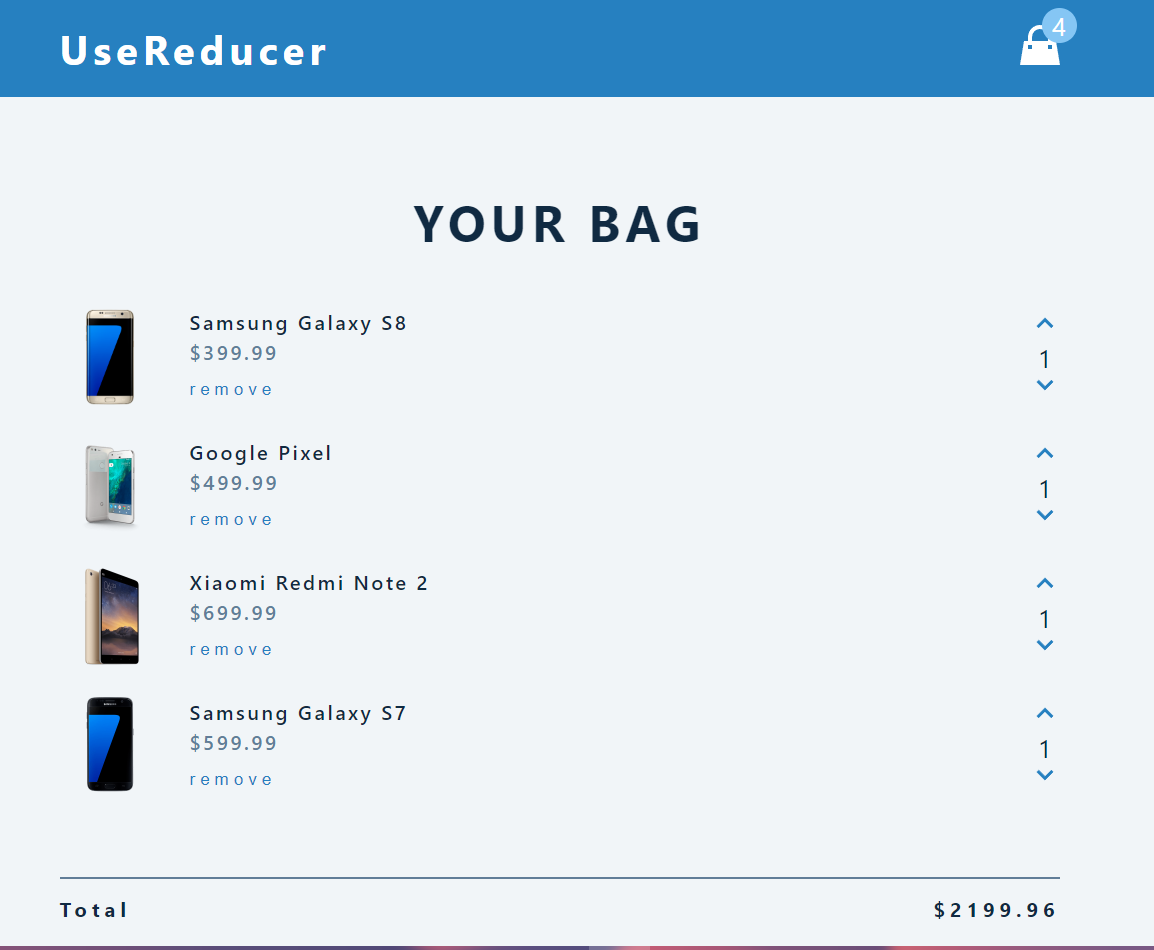 UseReducer
4
YOUR BAG
Samsung Galaxy S8
$399.99
remove
1
Google Pixel
$499.99
remove
1
Xiaomi Redmi Note 2
$699.99
remove
1
Samsung Galaxy S7
$599.99
remove
1
Total $2199.96